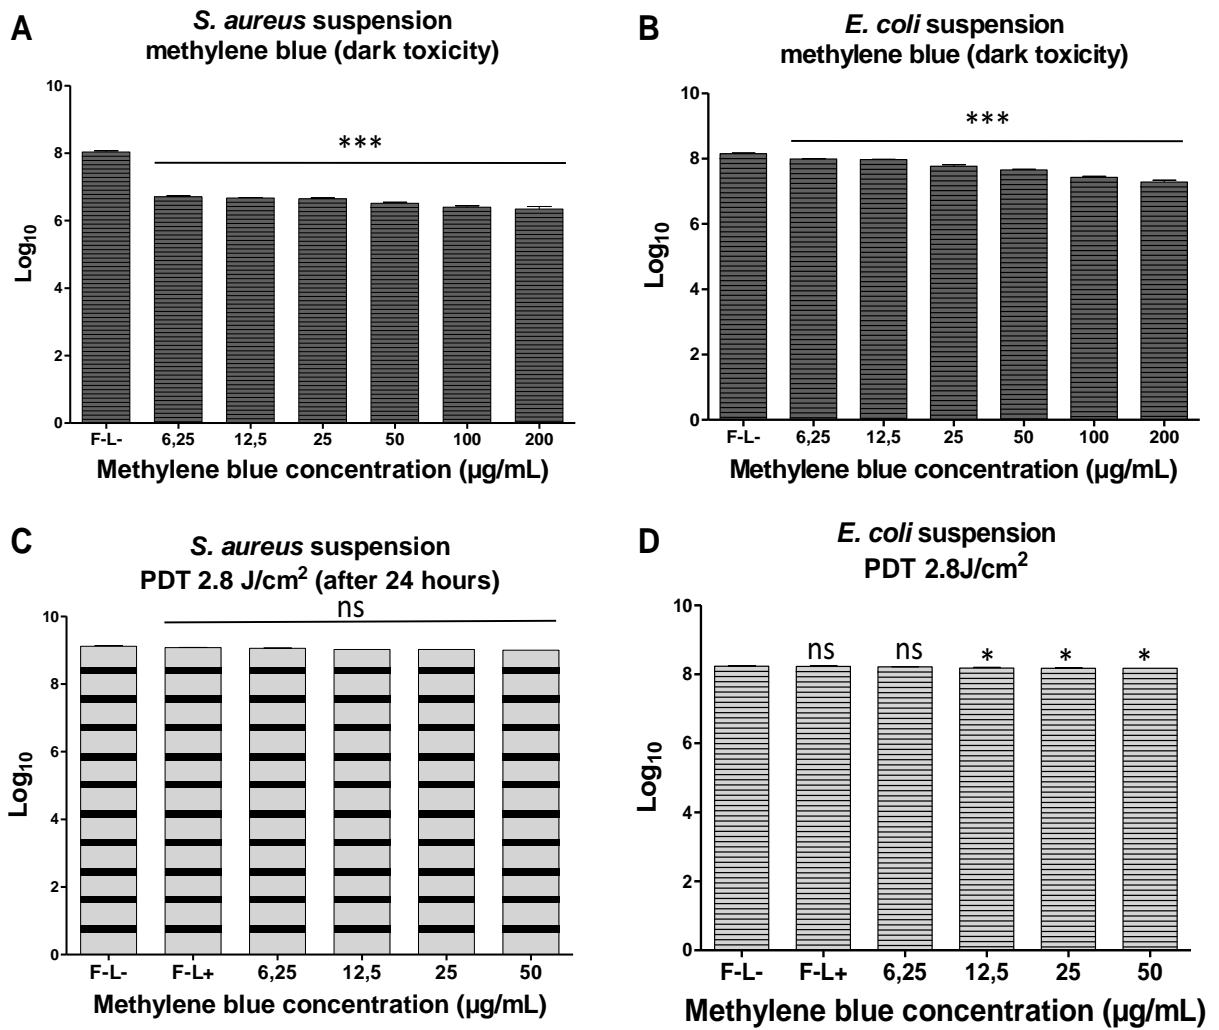 A
S. aureus suspension
methylene blue (dark toxicity)
10
8
6
4
2
0
Log10
***
F-L- 6,25 12,5 25 50 100 200
Methylene blue concentration (µg/mL)
B
E. coli suspension
methylene blue (dark toxicity)
10
8
6
4
2
0
Log10
***
F-L- 6,25 12,5 25 50 100 200
Methylene blue concentration (µg/mL)
C
S. aureus suspension
PDT 2.8 J/cm2 (after 24 hours)
ns
10
8
6
4
2
0
Log10
F-L- F-L+ 6,25 12,5 25 50
Methylene blue concentration (µg/mL)
D
E. coli suspension
PDT 2.8J/cm2
10
8
6
4
2
0
Log10
ns ns * * *
F-L- F-L+ 6,25 12,5 25 50
Methylene blue concentration (µg/mL)